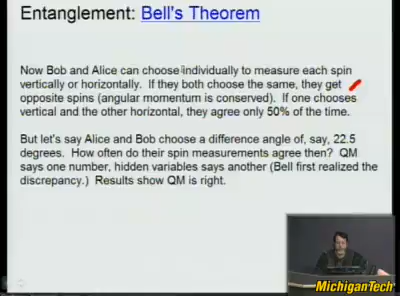 Entanglement: Bell's Theorem
Now Bob and Alice can choose individually to measure each spin
vertically or horizontally. If they both choose the same, they get
opposite spins (angular momentum is conserved). If one chooses
vertical and the other horizontal, they agree only 50% of the time.
But let's say Alice and Bob choose a difference angle of, say, 22.5
degrees. How often do their spin measurements agree then? QM
says one number, hidden variables says another (Bell first realized the
discrepancy.) Results show QM is right.
MichiganTech